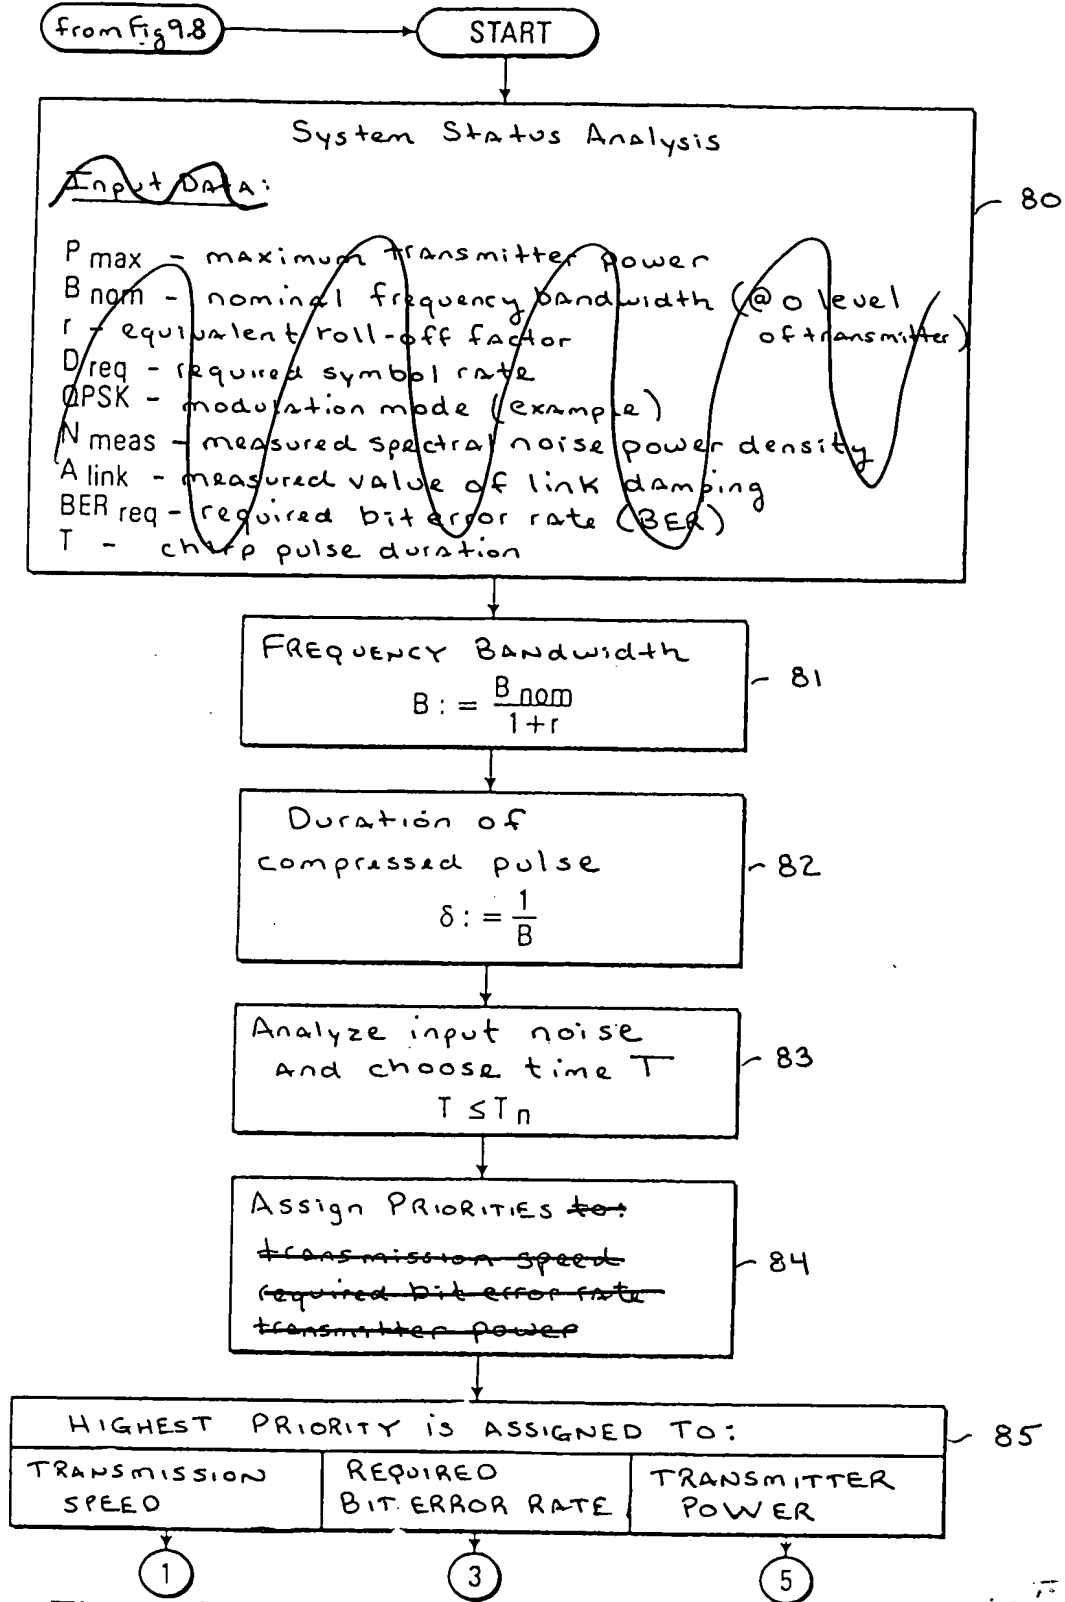 from Fig 9.8
START
System Status Analysis
Input Data:
80
P max - maximum transmitter power
B nom - nominal frequency bandwidth (@ 0 level
of transmitter)
r - equivalent roll-off factor
D req - required symbol rate
QPSK - modulation mode (example)
N meas - measured spectral noise power density
A link - measured value of link damping
BER req - required bit error rate (BER)
T - chirp pulse duration
FREQUENCY BANdwidth
B := B nom / 1 + r
81
Duration of
compressed pulse
δ := 1 / B
82
Analyze input noise
and choose time T
T ≤ T n
83
Assign PRIORITIES to:
transmission speed
required bit error rate
transmitter power
84
HIGHEST PRIORITY is ASSIGNED TO:
85
TRANSMISSION
SPEED
REQUIRED
BIT ERROR RATE
TRANSMITTER
POWER
1
3
5